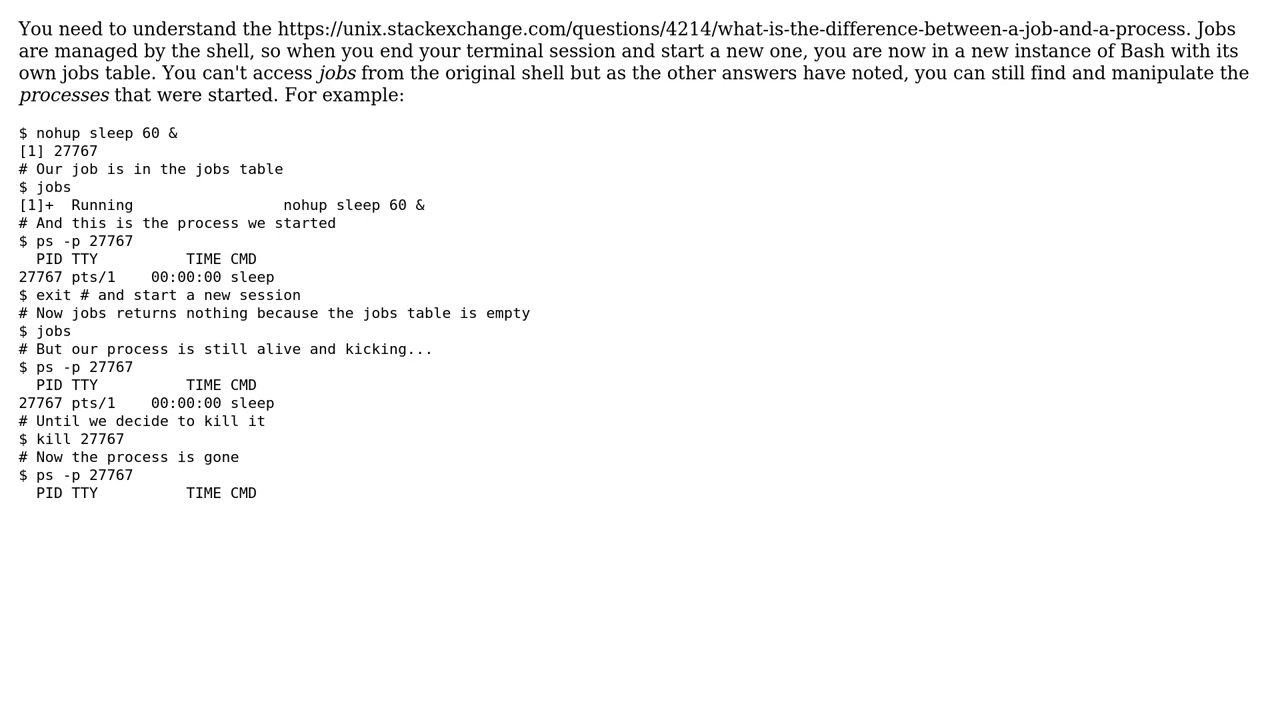 You need to understand the https://unix.stackexchange.com/questions/4214/what-is-the-difference-between-a-job-and-a-process. Jobs
are managed by the shell, so when you end your terminal session and start a new one, you are now in a new instance of Bash with its
own jobs table. You can't access jobs from the original shell but as the other answers have noted, you can still find and manipulate the
processes that were started. For example:
$ nohup sleep 60 &
[1] 27767
# Our job is in the jobs table
$ jobs
[1]+  Running                 nohup sleep 60 &
# And this is the process we started
$ ps -p 27767
  PID TTY          TIME CMD
27767 pts/1    00:00:00 sleep
$ exit # and start a new session
# Now jobs returns nothing because the jobs table is empty
$ jobs
# But our process is still alive and kicking...
$ ps -p 27767
  PID TTY          TIME CMD
27767 pts/1    00:00:00 sleep
# Until we decide to kill it
$ kill 27767
# Now the process is gone
$ ps -p 27767
  PID TTY          TIME CMD